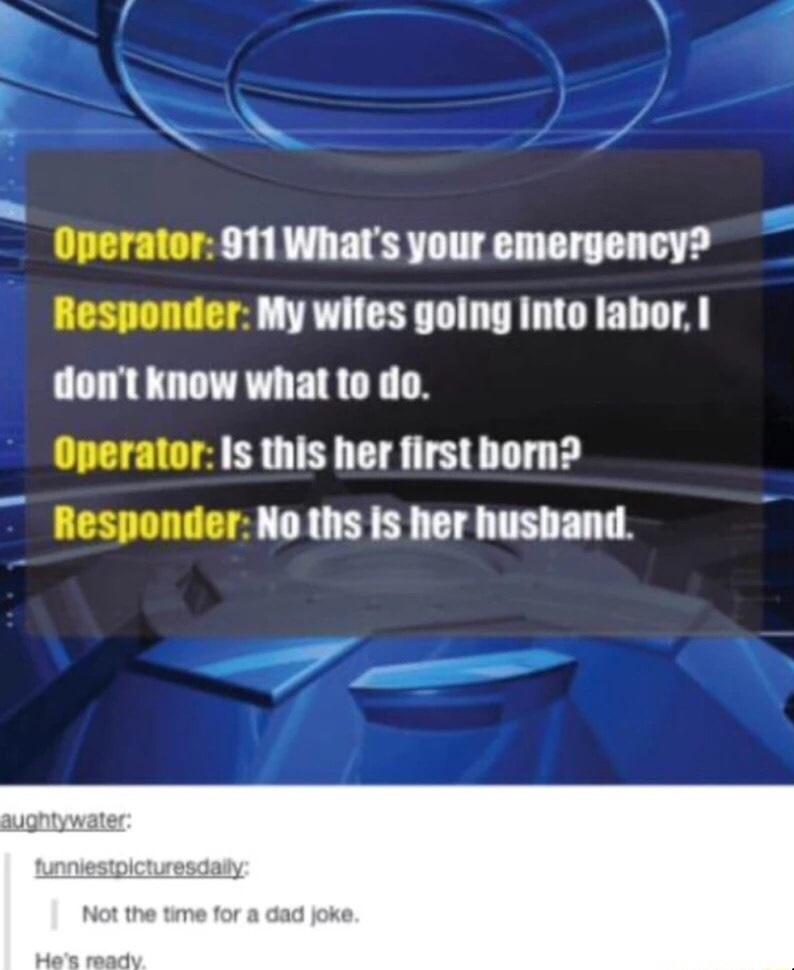 Operator: 911 What's your emergency?
Responder: My wifes going into labor, I
don't know what to do.
Operator: Is this her first born?
Responder: No ths is her husband.
aughtywater:
funniestpicturesdaily:
Not the time for a dad joke.
He's ready.